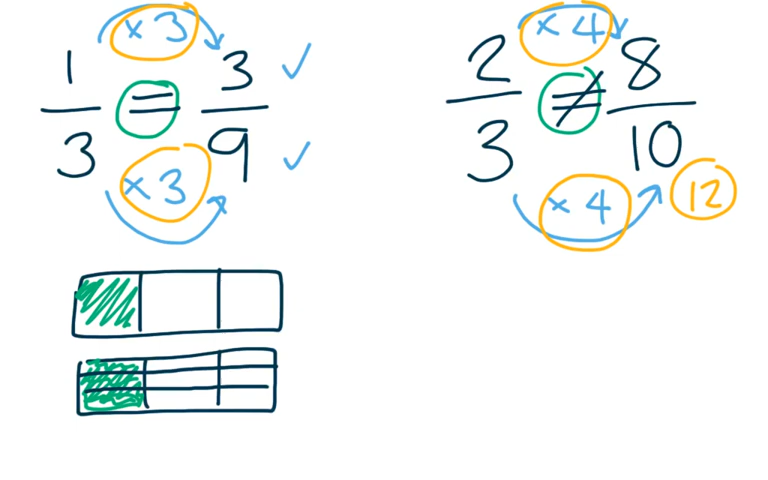 × 3 × 4
1 = 3 ✓ 2 ≠ 8
3 9 ✓ 3 10
× 3 × 4 12